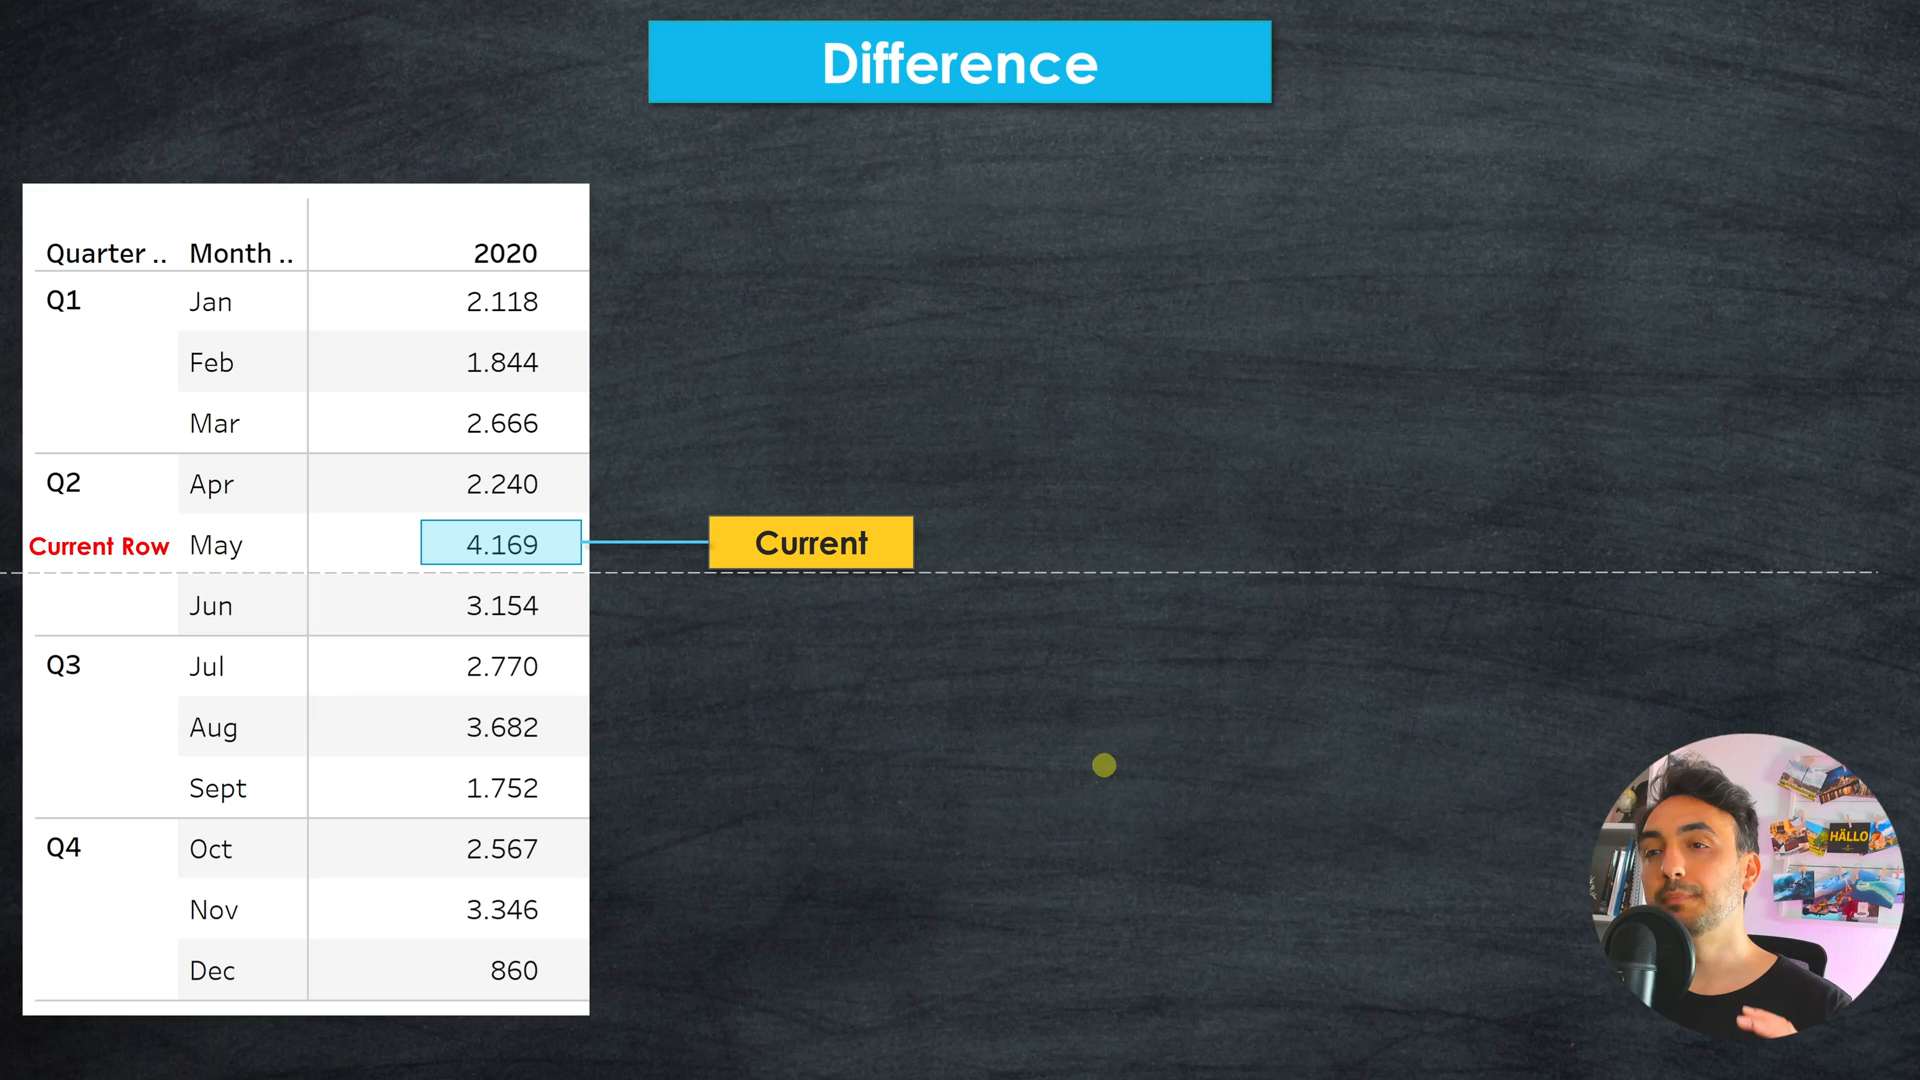 Difference
Quarter .. Month .. 2020
Q1 Jan 2.118
Feb 1.844
Mar 2.666
Q2 Apr 2.240
Current Row May 4.169 Current
Jun 3.154
Q3 Jul 2.770
Aug 3.682
Sept 1.752
Q4 Oct 2.567
Nov 3.346
Dec 860
HÄLLO